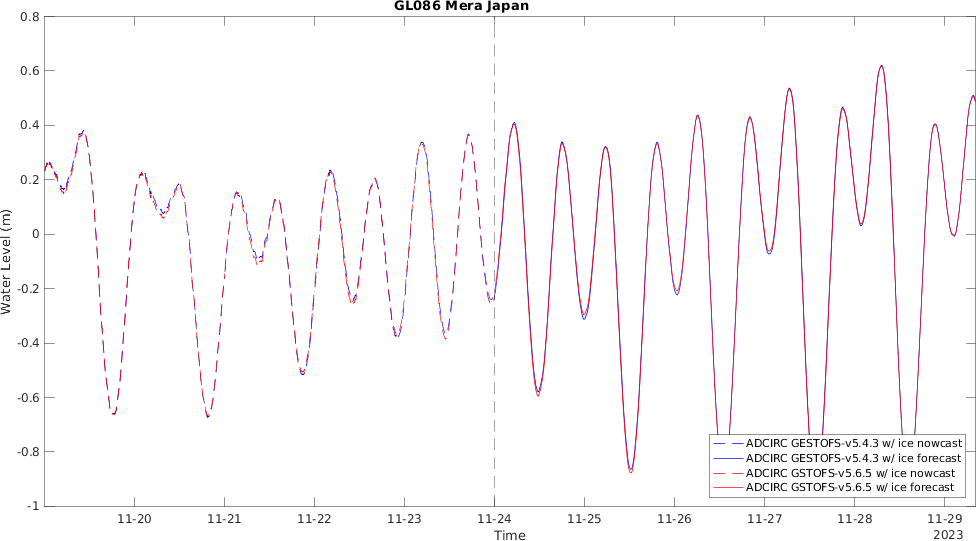 GL086 Mera Japan
0.8
0.6
0.4
0.2
0
-0.2
-0.4
-0.6
-0.8
-1
Water Level (m)
ADCIRC GESTOFS-v5.4.3 w/ ice nowcast
ADCIRC GESTOFS-v5.4.3 w/ ice forecast
ADCIRC GSTOFS-v5.6.5 w/ ice nowcast
ADCIRC GSTOFS-v5.6.5 w/ ice forecast
11-20 11-21 11-22 11-23 11-24 11-25 11-26 11-27 11-28 11-29
Time 2023